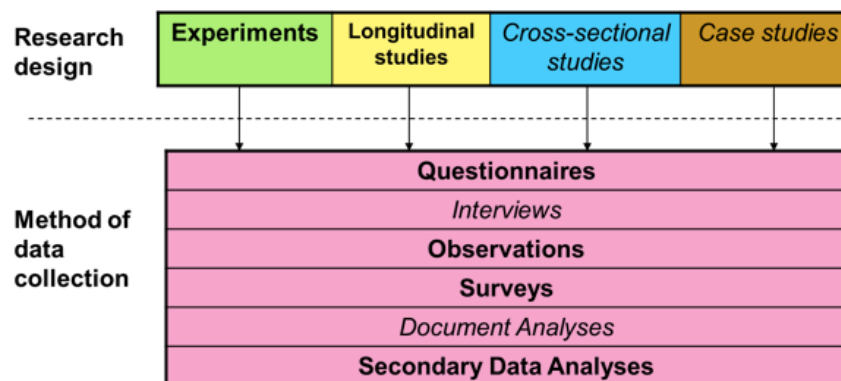 Research
design
Experiments
Longitudinal
studies
Cross-sectional
studies
Case studies
Method of
data
collection
Questionnaires
Interviews
Observations
Surveys
Document Analyses
Secondary Data Analyses